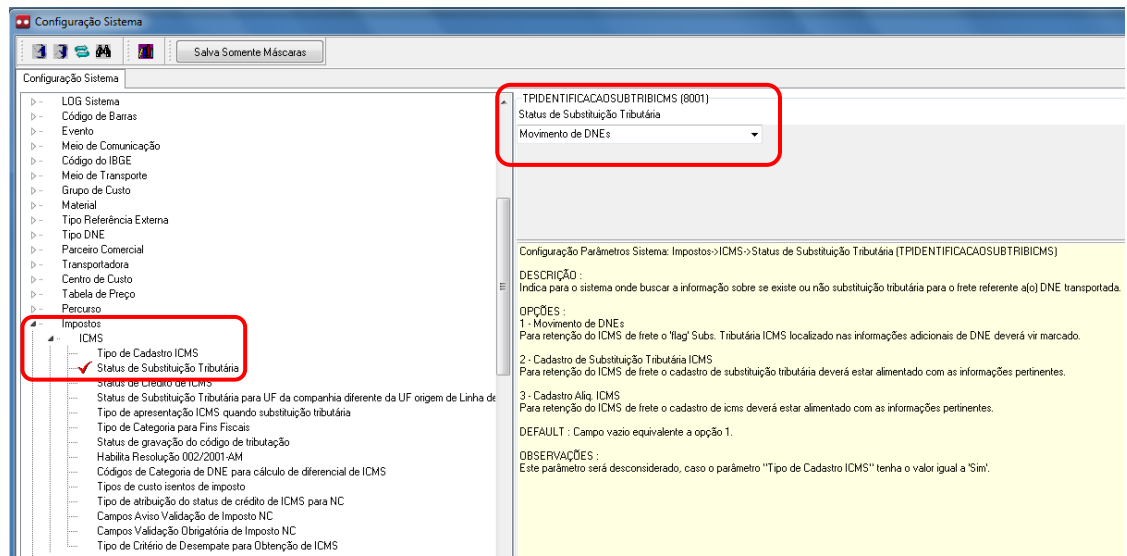 Configuração Sistema
Salva Somente Máscaras
Configuração Sistema
LOG Sistema
Código de Barras
Evento
Meio de Comunicação
Código do IBGE
Meio de Transporte
Grupo de Custo
Material
Tipo Referência Externa
Tipo DNE
Parceiro Comercial
Transportadora
Centro de Custo
Tabela de Preço
Percurso
Impostos
ICMS
Tipo de Cadastro ICMS
Status de Substituição Tributária
Status de Crédito de ICMS
Status de Substituição Tributária para UF da companhia diferente da UF origem de Linha de
Tipo de apresentação ICMS quando substituição tributária
Tipo de Categoria para Fins Fiscais
Status de gravação do código de tributação
Habilita Resolução 002/2001-AM
Códigos de Categoria de DNE para cálculo de diferencial de ICMS
Tipos de custo isentos de imposto
Tipo de atribuição do status de crédito de ICMS para NC
Campos Aviso Validação de Imposto NC
Campos Validação Obrigatória de Imposto NC
Tipo de Critério de Desempate para Obtenção de ICMS
TPIDENTIFICACAOSUBTRIBICMS (8001)
Status de Substituição Tributária
Movimento de DNEs
Configuração Parâmetros Sistema: Impostos->ICMS->Status de Substituição Tributária (TPIDENTIFICACAOSUBTRIBICMS)
DESCRIÇÃO :
Indica para o sistema onde buscar a informação sobre se existe ou não substituição tributária para o frete referente a(o) DNE transportada.
OPÇÕES :
1 - Movimento de DNEs
Para retenção do ICMS de frete o 'flag' Subs. Tributária ICMS localizado nas informações adicionais de DNE deverá vir marcado.
2 - Cadastro de Substituição Tributária ICMS
Para retenção do ICMS de frete o cadastro de substituição tributária deverá estar alimentado com as informações pertinentes.
3 - Cadastro Aliq. ICMS
Para retenção do ICMS de frete o cadastro de icms deverá estar alimentado com as informações pertinentes.
DEFAULT : Campo vazio equivalente a opção 1.
OBSERVAÇÕES :
Este parâmetro será desconsiderado, caso o parâmetro "Tipo de Cadastro ICMS" tenha o valor igual a 'Sim'.